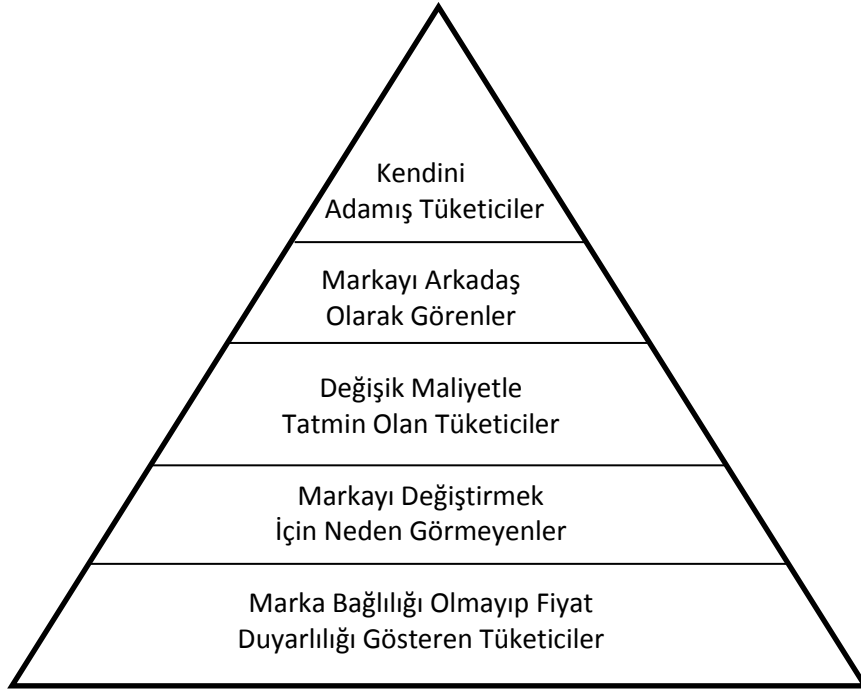 Kendini
Adamış Tüketiciler
Markayı Arkadaş
Olarak Görenler
Değişik Maliyetle
Tatmin Olan Tüketiciler
Markayı Değiştirmek
İçin Neden Görmeyenler
Marka Bağlılığı Olmayıp Fiyat
Duyarlılığı Gösteren Tüketiciler